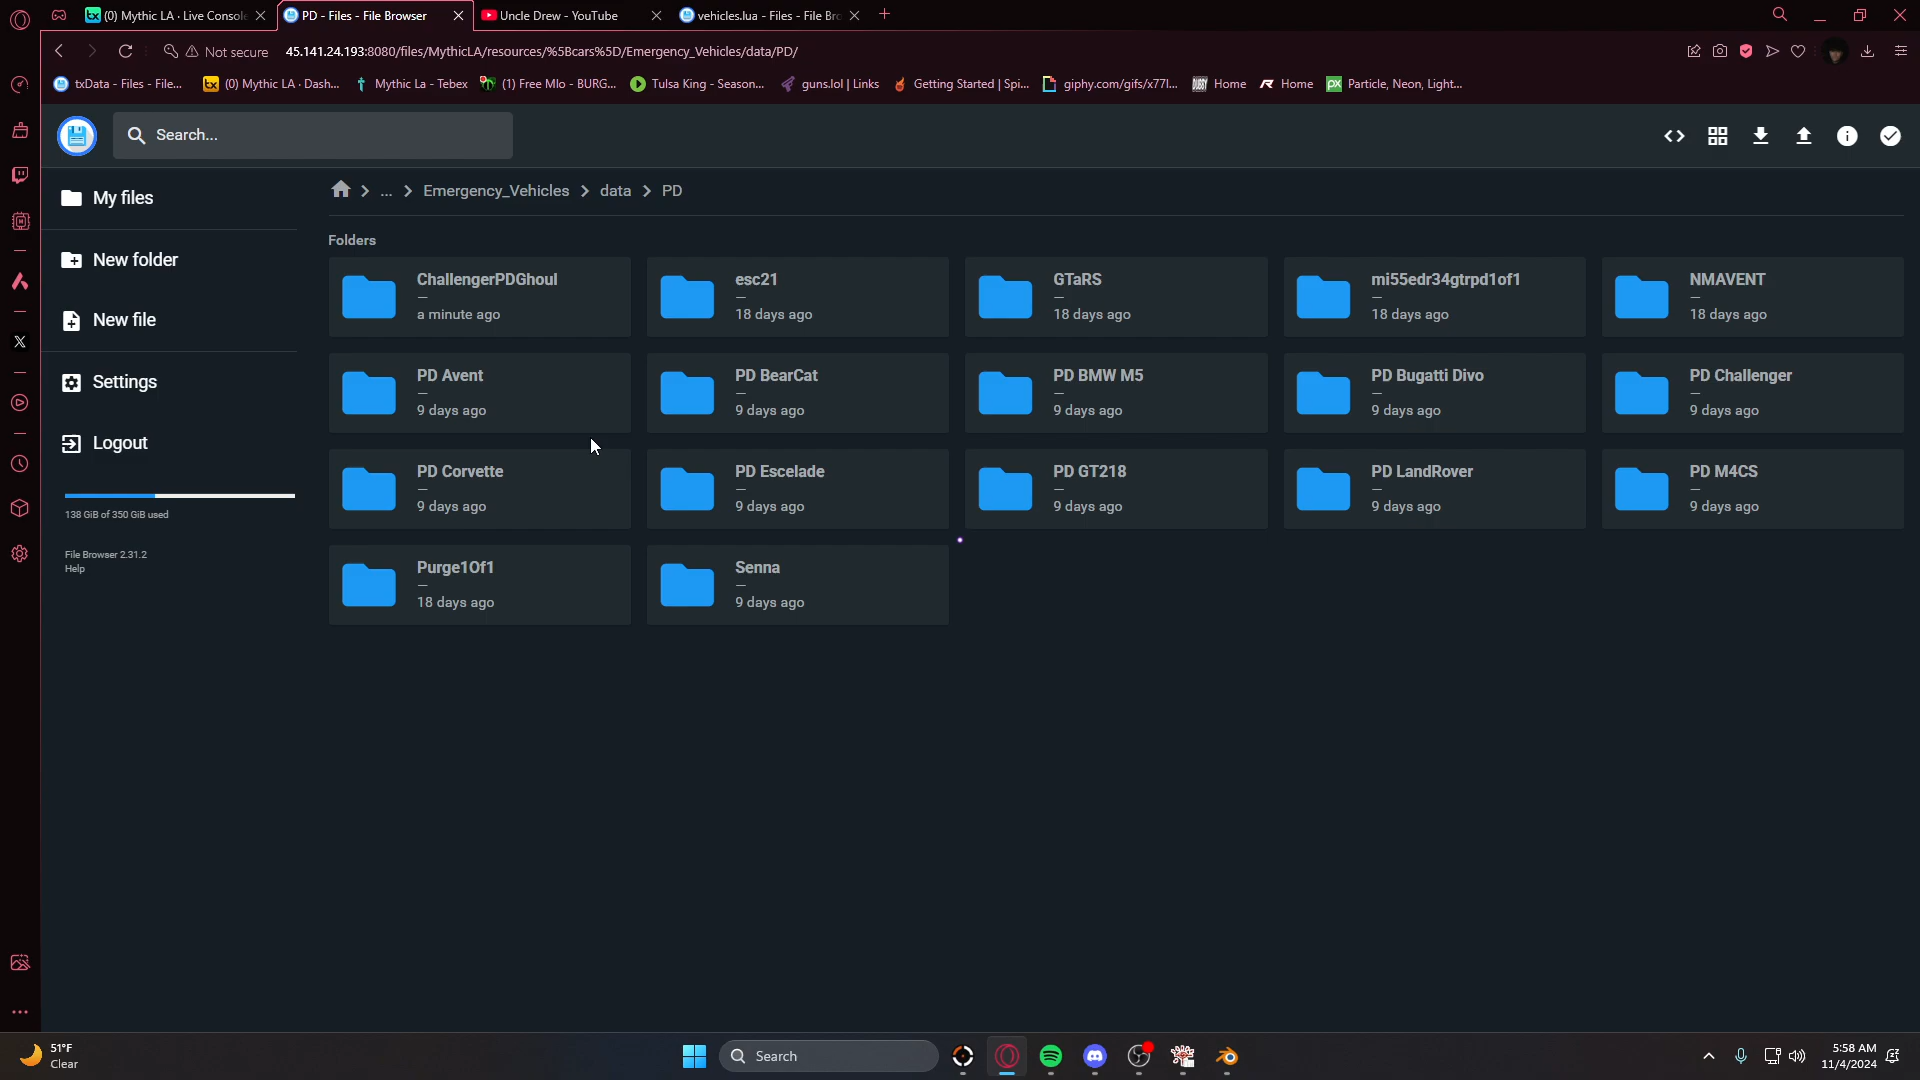 (0) Mythic LA · Live Console
PD - Files - File Browser
Uncle Drew - YouTube
vehicles.lua - Files - File Bro
Not secure
45.141.24.193:8080/files/MythicLA/resources/%5Bcars%5D/Emergency_Vehicles/data/PD/
txData - Files - File...
(0) Mythic LA · Dash...
Mythic La - Tebex
(1) Free Mlo - BURG...
Tulsa King - Season...
guns.lol | Links
Getting Started | Spi...
giphy.com/gifs/x77l...
Home
Home
Particle, Neon, Light...
Search...
My files
New folder
New file
Settings
Logout
138 GiB of 350 GiB used
File Browser 2.31.2
Help
... > Emergency_Vehicles > data > PD
Folders
ChallengerPDGhoul
—
a minute ago
esc21
—
18 days ago
GTaRS
—
18 days ago
mi55edr34gtrpd1of1
—
18 days ago
NMAVENT
—
18 days ago
PD Avent
—
9 days ago
PD BearCat
—
9 days ago
PD BMW M5
—
9 days ago
PD Bugatti Divo
—
9 days ago
PD Challenger
—
9 days ago
PD Corvette
—
9 days ago
PD Escelade
—
9 days ago
PD GT218
—
9 days ago
PD LandRover
—
9 days ago
PD M4CS
—
9 days ago
Purge1Of1
—
18 days ago
Senna
—
9 days ago
51°F
Clear
Search
5:58 AM
11/4/2024